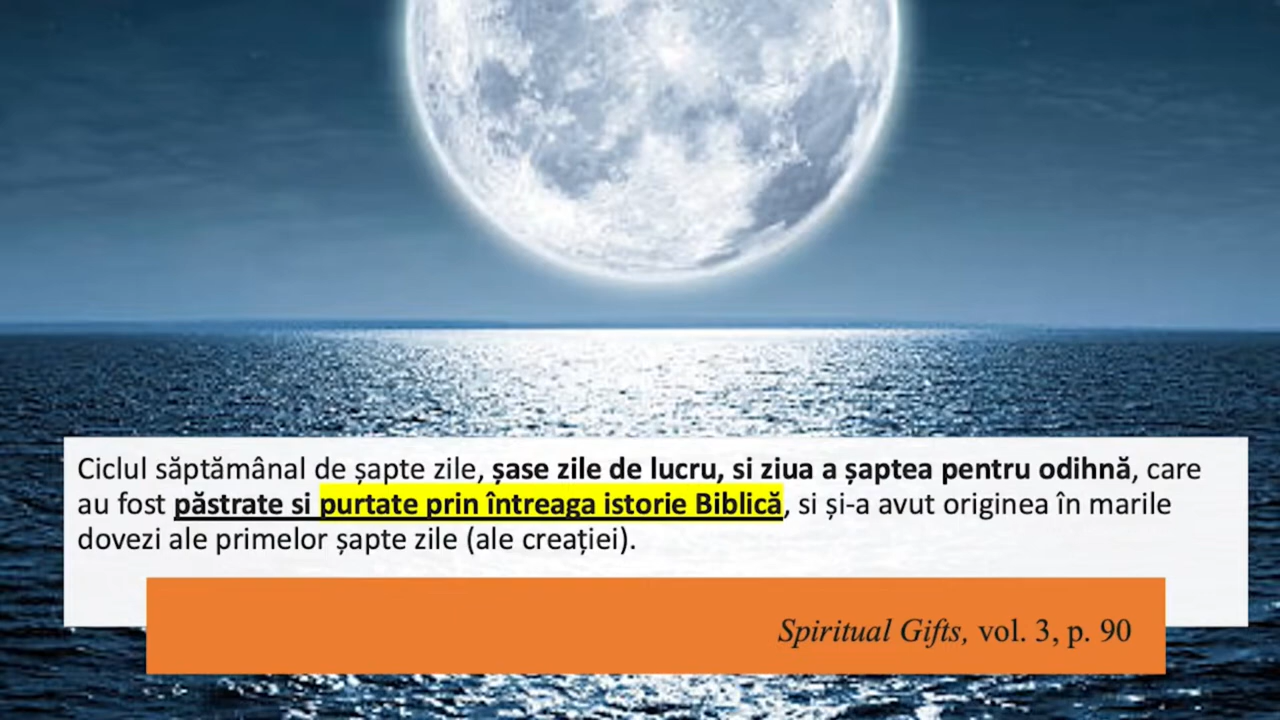 Ciclul săptămânal de șapte zile, șase zile de lucru, si ziua a șaptea pentru odihnă, care
au fost păstrate si purtate prin întreaga istorie Biblică, si și-a avut originea în marile
dovezi ale primelor șapte zile (ale creației).
Spiritual Gifts, vol. 3, p. 90